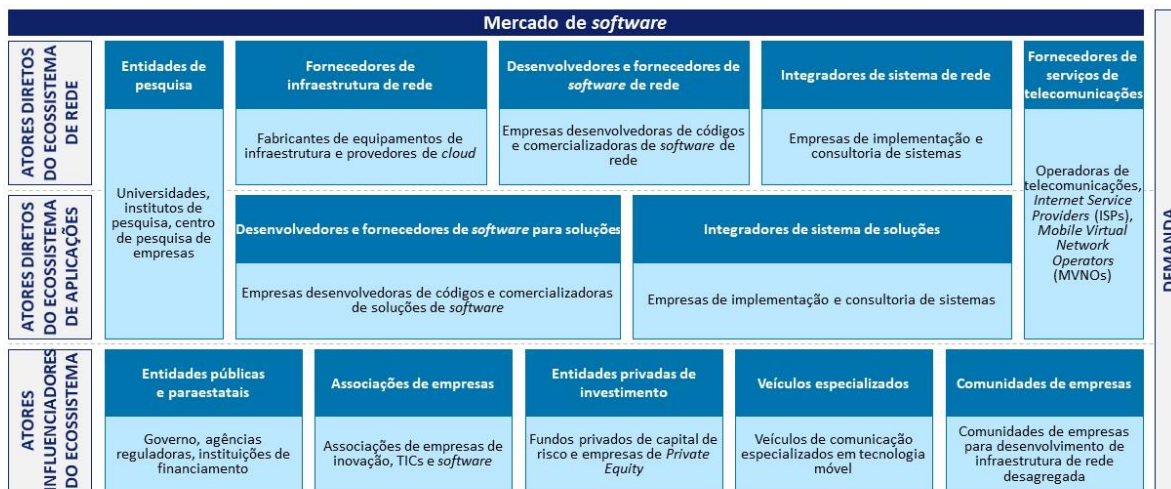 Mercado de software
ATORES DIRETOS
DO ECOSSISTEMA
DE REDE
Entidades de
pesquisa
Universidades,
institutos de
pesquisa, centro
de pesquisa de
empresas
Fornecedores de
infraestrutura de rede
Fabricantes de equipamentos de
infraestrutura e provedores de cloud
Desenvolvedores e fornecedores de
software de rede
Empresas desenvolvedoras de códigos
e comercializadoras de software de
rede
Integradores de sistema de rede
Empresas de implementação e
consultoria de sistemas
Fornecedores de
serviços de
telecomunicações
Operadoras de
telecomunicações,
Internet Service
Providers (ISPs),
Mobile Virtual
Network
Operators
(MVNOs)
ATORES DIRETOS
DO ECOSSISTEMA
DE APLICAÇÕES
Desenvolvedores e fornecedores de software para soluções
Empresas desenvolvedoras de códigos e comercializadoras
de soluções de software
Integradores de sistema de soluções
Empresas de implementação e consultoria de sistemas
ATORES
INFLUENCIADORES
DO ECOSSISTEMA
Entidades públicas
e paraestatais
Governo, agências
reguladoras, instituições de
financiamento
Associações de empresas
Associações de empresas de
inovação, TICs e software
Entidades privadas de
investimento
Fundos privados de capital de
risco e empresas de Private
Equity
Veículos especializados
Veículos de comunicação
especializados em tecnologia
móvel
Comunidades de empresas
Comunidades de empresas
para desenvolvimento de
infraestrutura de rede
desagregada
DEMANDA